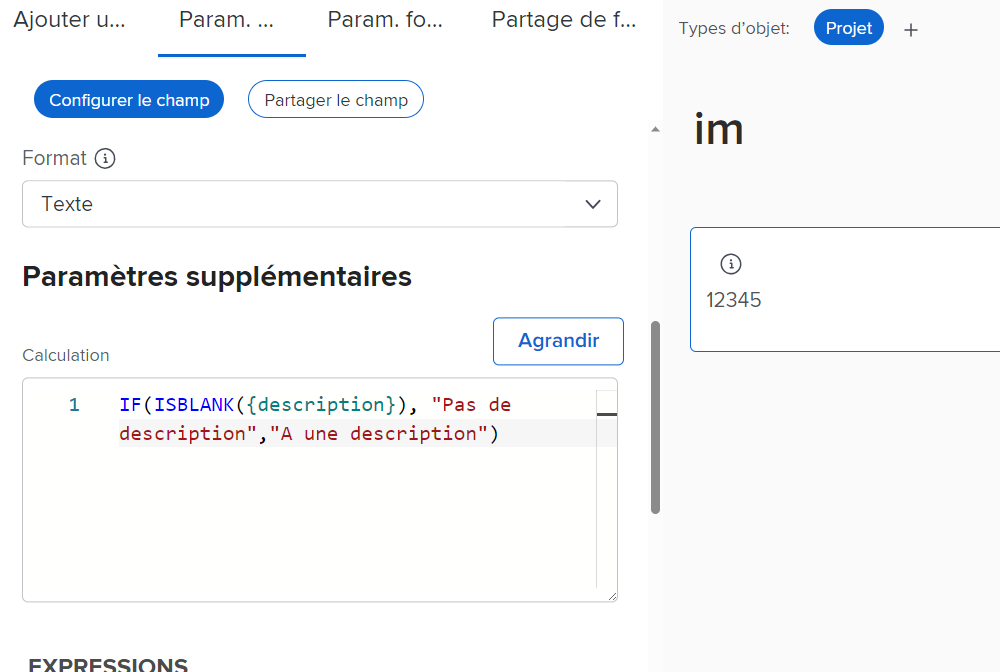 Ajouter u...
Param. ...
Param. fo...
Partage de f...
Types d'objet:
Projet
Configurer le champ
Partager le champ
im
Format
Texte
12345
Paramètres supplémentaires
Agrandir
Calculation
1 IF(ISBLANK({description}), "Pas de
description","A une description")
EXPRESSIONS